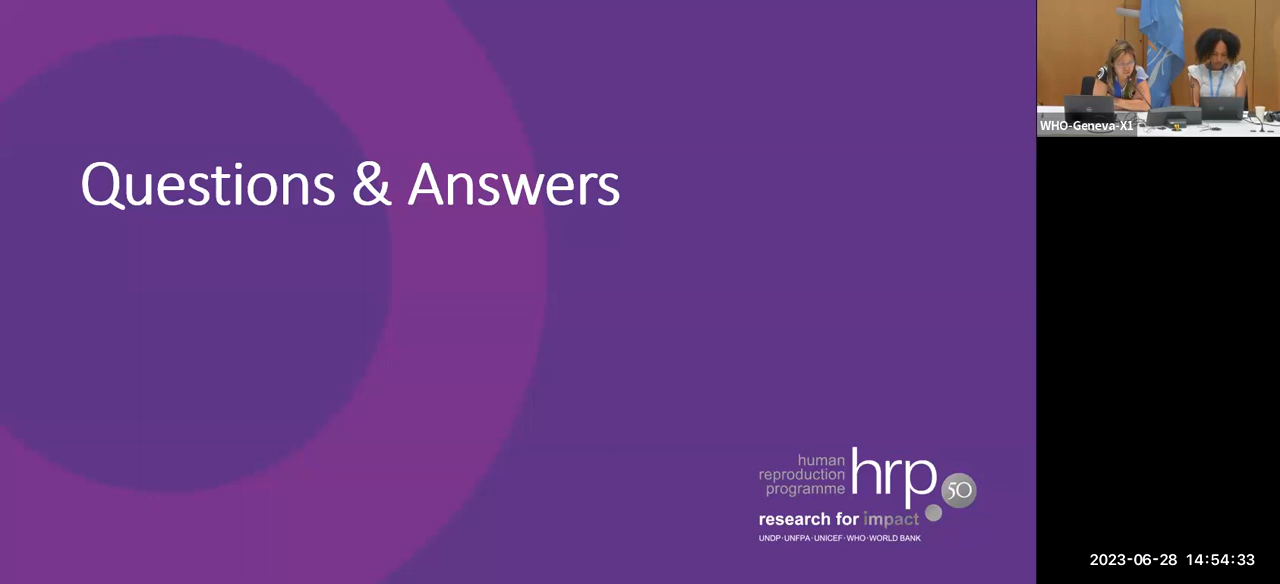 Questions & Answers
human
reproduction
programme
hrp
50
research for impact
UNDP·UNFPA·UNICEF·WHO·WORLD BANK
WHO-Geneva-X1
2023-06-28 14:54:33